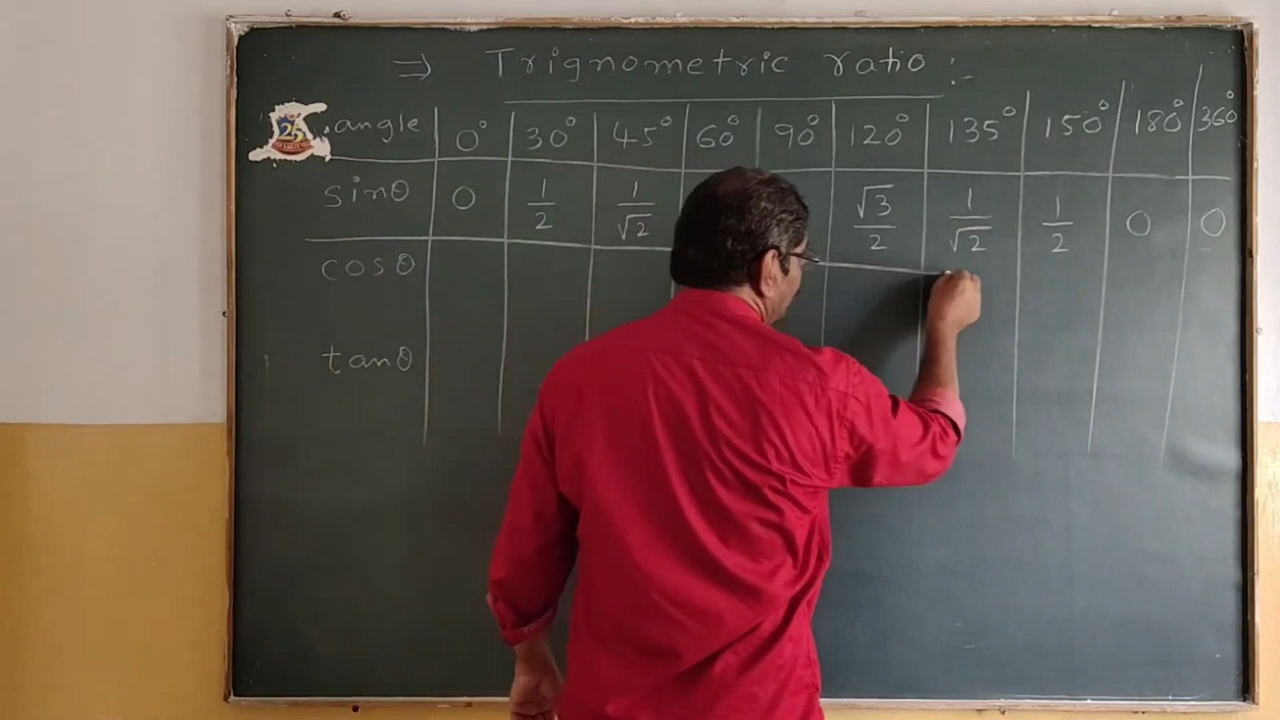 ⇒ Trignometric ratio :-
angle 0° 30° 45° 60° 90° 120° 135° 150° 180° 360°
sinθ 0 1/2 1/√2 √3/2 1/√2 1/2 0 0
cosθ
tanθ
25